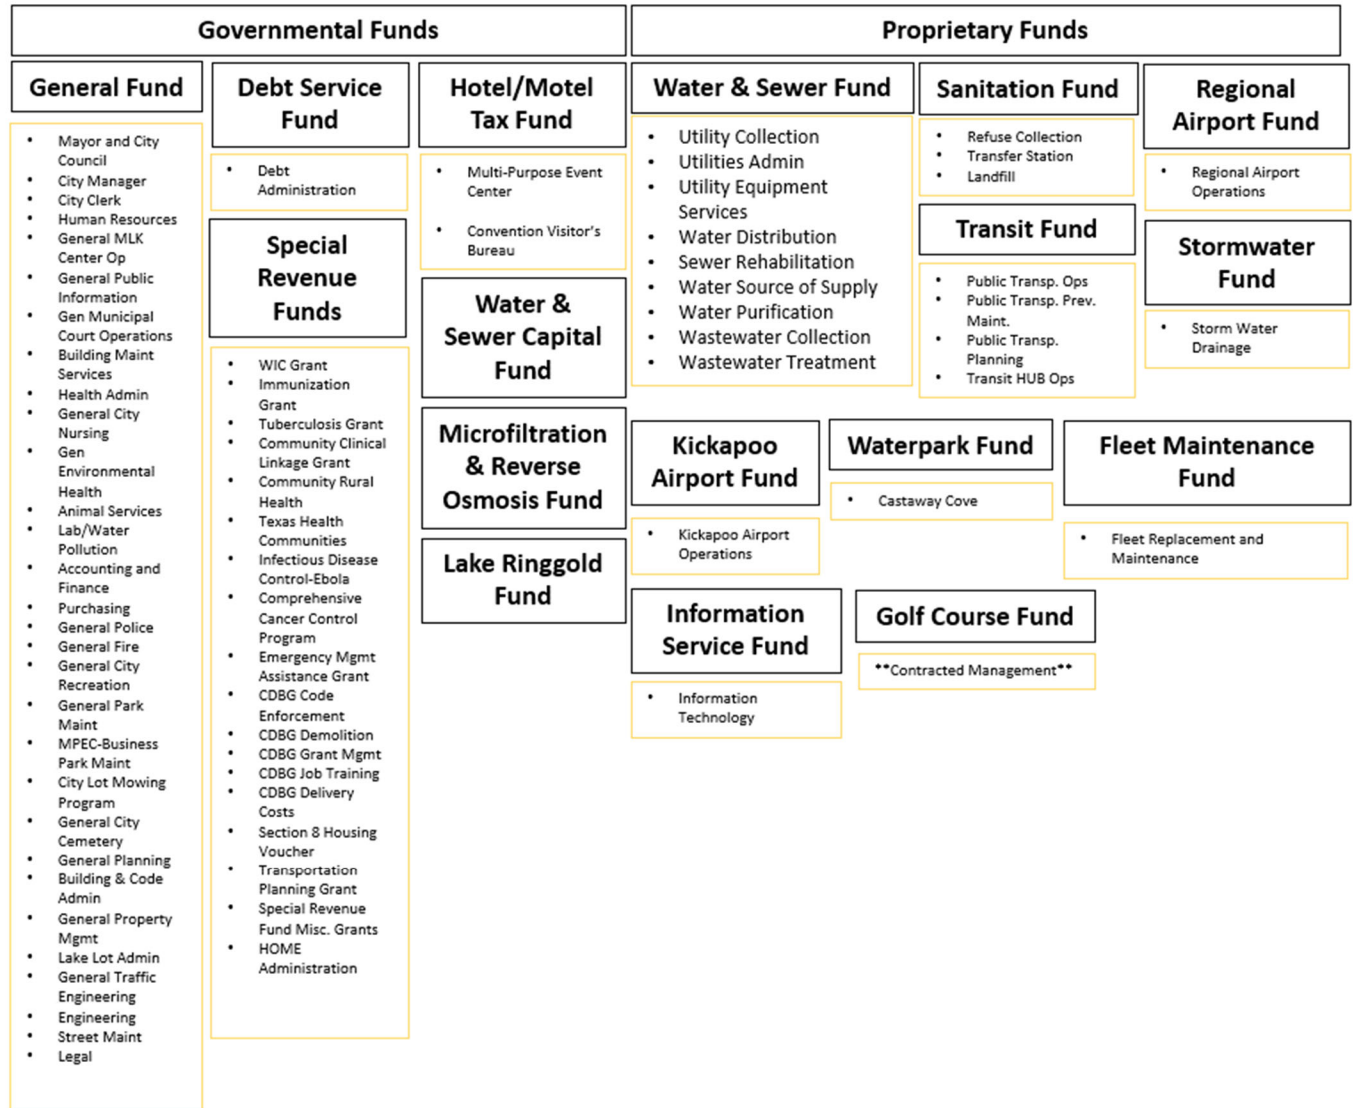 Governmental Funds
Proprietary Funds
General Fund
• Mayor and City
Council
• City Manager
• City Clerk
• Human Resources
• General MLK
Center Op
• General Public
Information
• Gen Municipal
Court Operations
• Building Maint
Services
• Health Admin
• General City
Nursing
• Gen
Environmental
Health
• Animal Services
• Lab/Water
Pollution
• Accounting and
Finance
• Purchasing
• General Police
• General Fire
• General City
Recreation
• General Park
Maint
• MPEC-Business
Park Maint
• City Lot Mowing
Program
• General City
Cemetery
• General Planning
• Building & Code
Admin
• General Property
Mgmt
• Lake Lot Admin
• General Traffic
Engineering
• Engineering
• Street Maint
• Legal
Debt Service
Fund
• Debt
Administration
Special
Revenue
Funds
• WIC Grant
• Immunization
Grant
• Tuberculosis Grant
• Community Clinical
Linkage Grant
• Community Rural
Health
• Texas Health
Communities
• Infectious Disease
Control-Ebola
• Comprehensive
Cancer Control
Program
• Emergency Mgmt
Assistance Grant
• CDBG Code
Enforcement
• CDBG Demolition
• CDBG Grant Mgmt
• CDBG Job Training
• CDBG Delivery
Costs
• Section 8 Housing
Voucher
• Transportation
Planning Grant
• Special Revenue
Fund Misc. Grants
• HOME
Administration
Hotel/Motel
Tax Fund
• Multi-Purpose Event
Center
• Convention Visitor's
Bureau
Water &
Sewer Capital
Fund
Microfiltration
& Reverse
Osmosis Fund
Lake Ringgold
Fund
Water & Sewer Fund
• Utility Collection
• Utilities Admin
• Utility Equipment
Services
• Water Distribution
• Sewer Rehabilitation
• Water Source of Supply
• Water Purification
• Wastewater Collection
• Wastewater Treatment
Sanitation Fund
• Refuse Collection
• Transfer Station
• Landfill
Transit Fund
• Public Transp. Ops
• Public Transp. Prev.
Maint.
• Public Transp.
Planning
• Transit HUB Ops
Regional
Airport Fund
• Regional Airport
Operations
Stormwater
Fund
• Storm Water
Drainage
Kickapoo
Airport Fund
• Kickapoo Airport
Operations
Waterpark Fund
• Castaway Cove
Fleet Maintenance
Fund
• Fleet Replacement and
Maintenance
Information
Service Fund
• Information
Technology
Golf Course Fund
**Contracted Management**